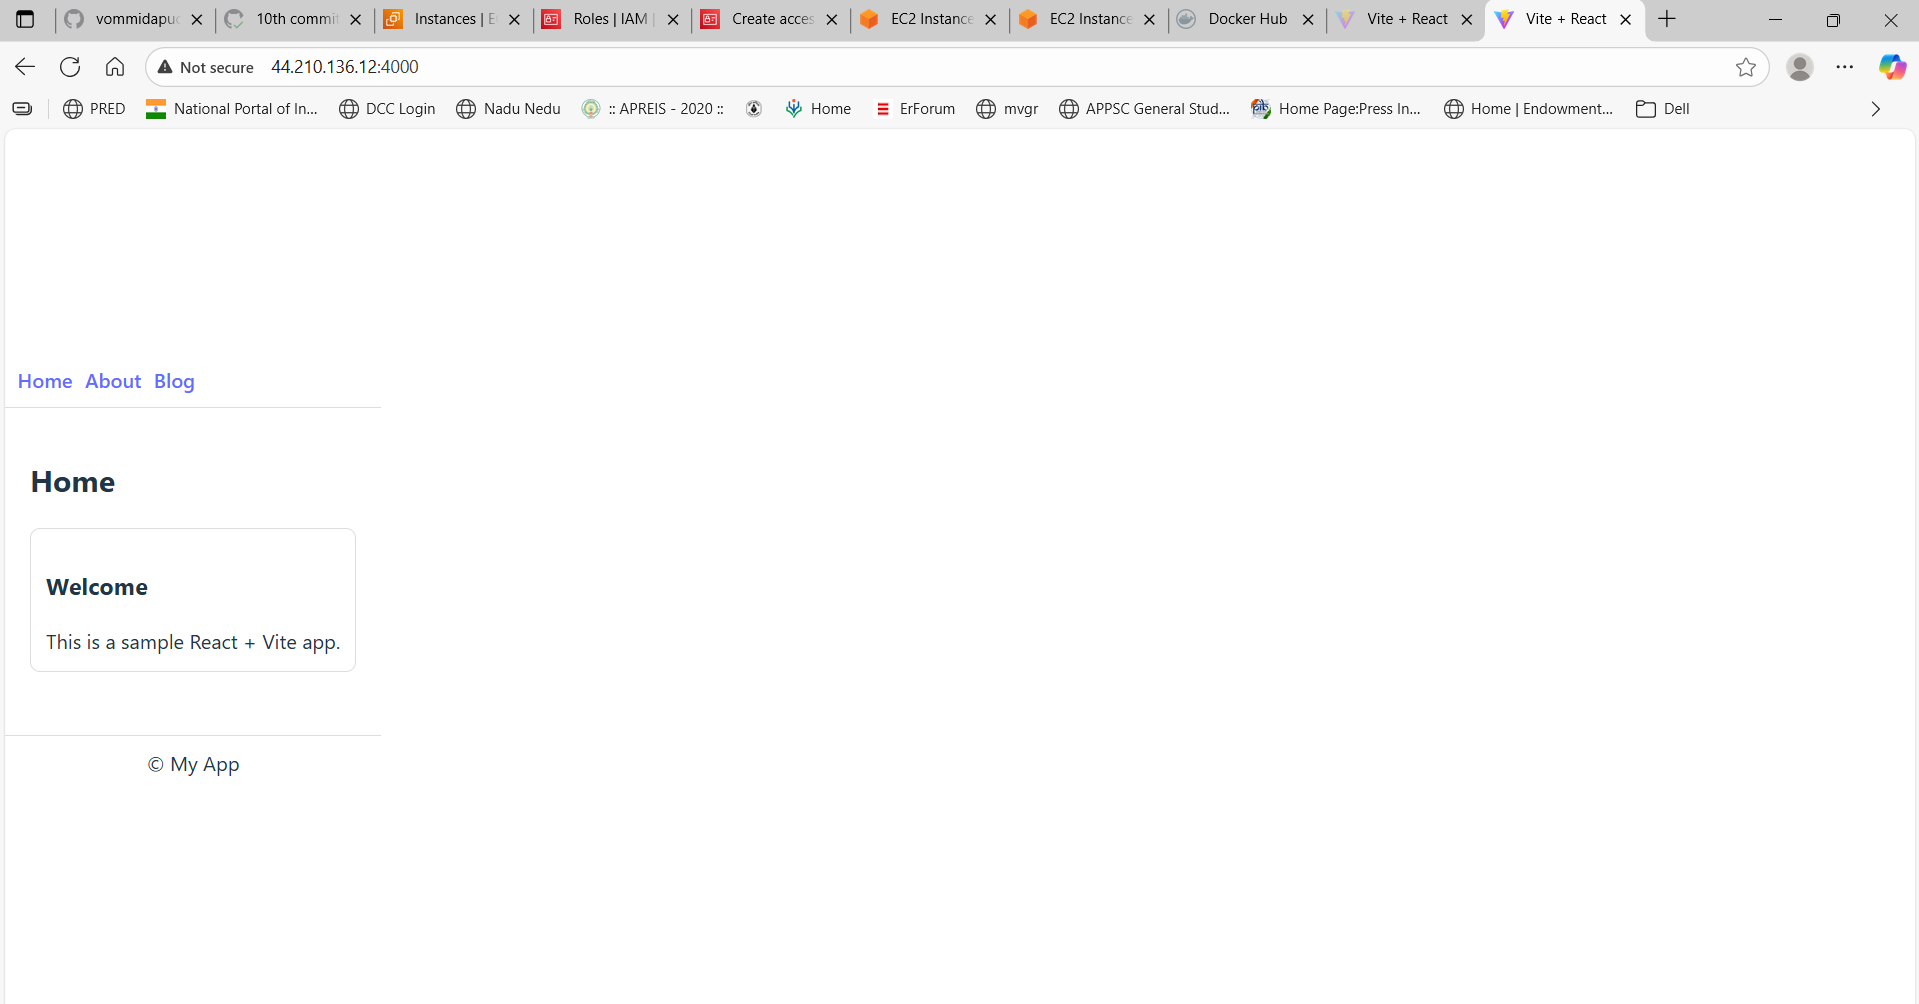 vommidapu
10th commit
Instances | E
Roles | IAM |
Create acces
EC2 Instance
EC2 Instance
Docker Hub
Vite + React
Vite + React
Not secure
44.210.136.12:4000
PRED
National Portal of In...
DCC Login
Nadu Nedu
:: APREIS - 2020 ::
Home
ErForum
mvgr
APPSC General Stud...
Home Page:Press In...
Home | Endowment...
Dell
Home About Blog
Home
Welcome
This is a sample React + Vite app.
© My App